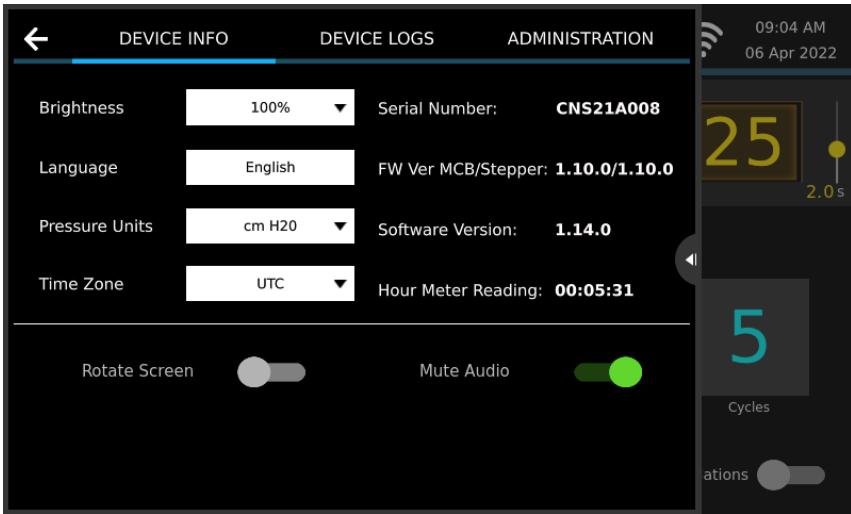 DEVICE INFO DEVICE LOGS ADMINISTRATION
09:04 AM
06 Apr 2022
Brightness 100% Serial Number: CNS21A008
Language English FW Ver MCB/Stepper: 1.10.0/1.10.0
Pressure Units cm H20 Software Version: 1.14.0
Time Zone UTC Hour Meter Reading: 00:05:31
Rotate Screen Mute Audio
25
2.0 s
5
Cycles
ations